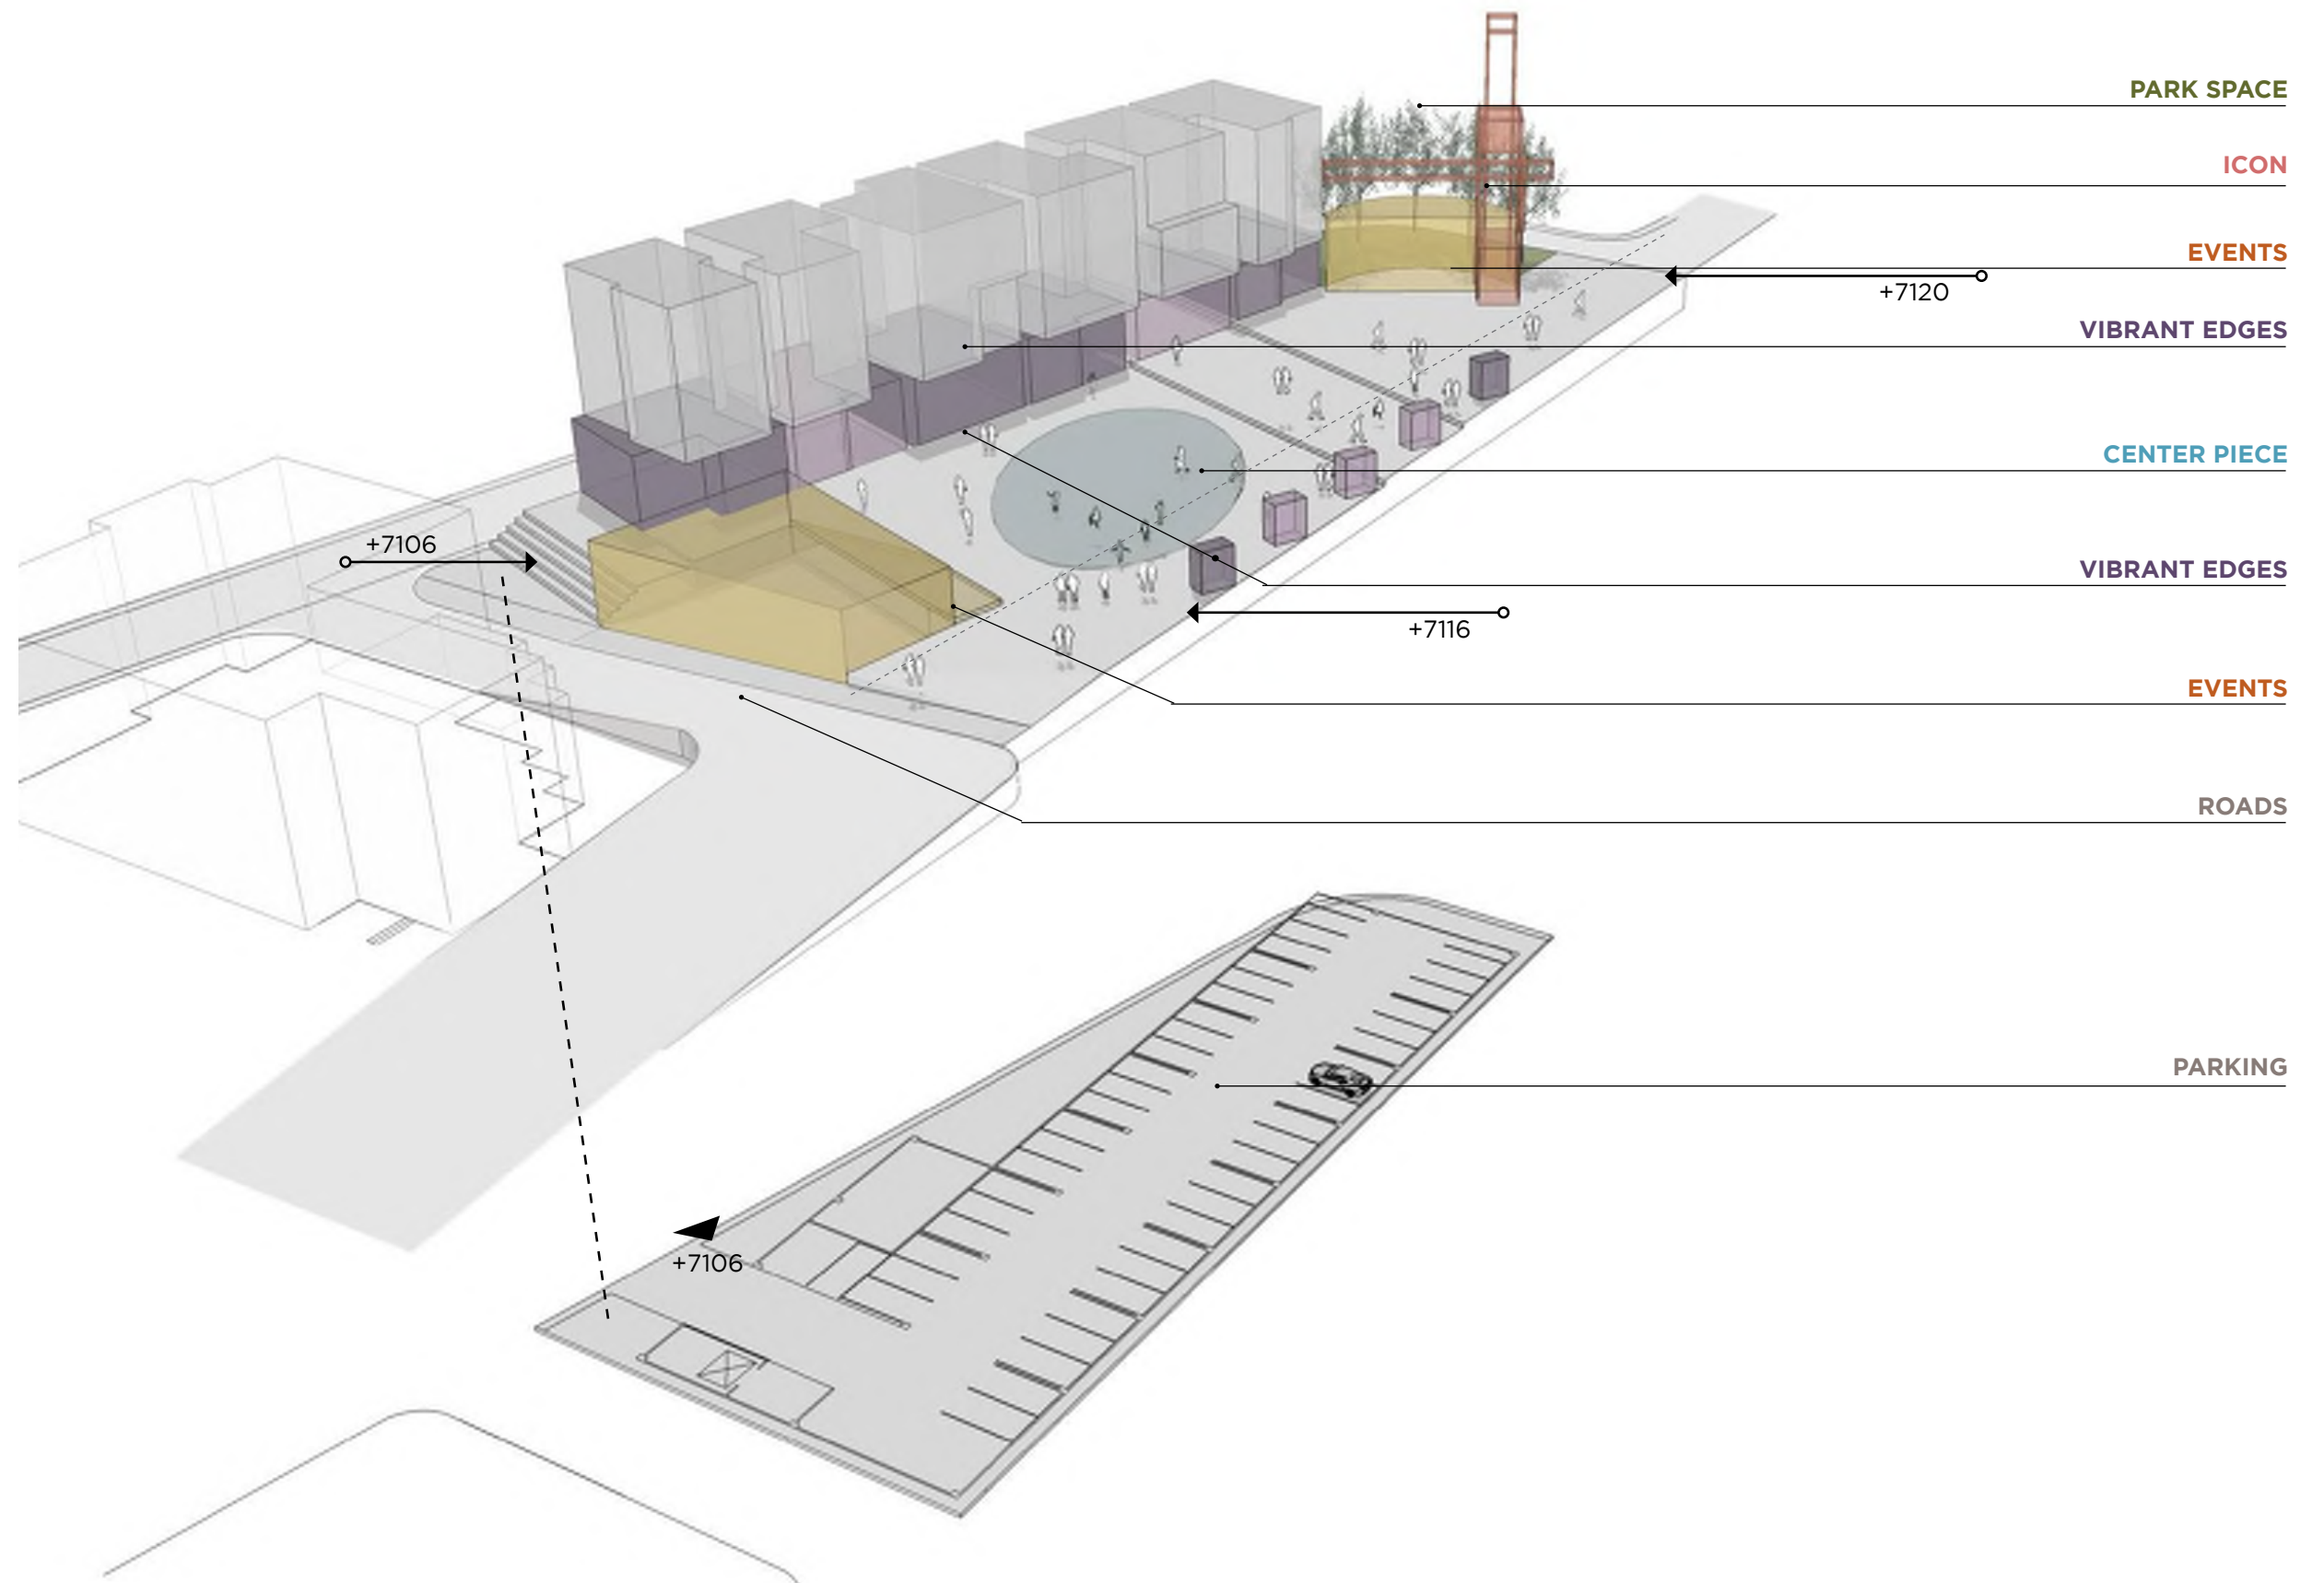 PARK SPACE
ICON
EVENTS
+7120
VIBRANT EDGES
CENTER PIECE
+7106
VIBRANT EDGES
+7116
EVENTS
ROADS
PARKING
+7106